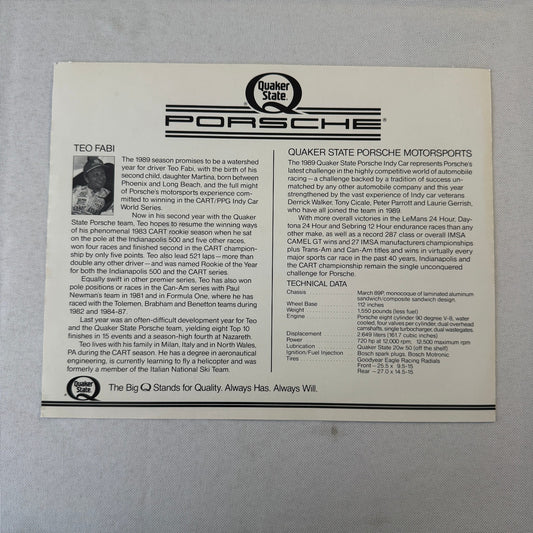 Quaker
State®
® PORSCHE®
TEO FABI
The 1989 season promises to be a watershed
year for driver Teo Fabi, with the birth of his
second child, daughter Martina, born between
Phoenix and Long Beach, and the full might
of Porsche's motorsports experience com-
mitted to winning in the CART/PPG Indy Car
World Series.
Now in his second year with the Quaker
State Porsche team, Teo hopes to resume the winning ways
of his phenomenal 1983 CART rookie season when he sat
on the pole at the Indianapolis 500 and five other races,
won four races and finished second in the CART champion-
ship by only five points. Teo also lead 521 laps—more than
double any other driver—and was named Rookie of the Year
for both the Indianapolis 500 and the CART series.
Equally swift in other premier series, Teo has also won
pole positions or races in the Can-Am series with Paul
Newman's team in 1981 and in Formula One, where he has
raced with the Tolemen, Brabham and Benetton teams during
1982 and 1984-87.
Last year was an often-difficult development year for Teo
and the Quaker State Porsche team, yielding eight Top 10
finishes in 15 events and a season-high fourth at Nazareth.
Teo lives with his family in Milan, Italy and in North Wales,
PA during the CART season. He has a degree in aeronautical
engineering, is currently learning to fly a helicopter and was
formerly a member of the Italian National Ski Team.
QUAKER STATE PORSCHE MOTORSPORTS
The 1989 Quaker State Porsche Indy Car represents Porsche's
latest challenge in the highly competitive world of automobile
racing—a challenge backed by a tradition of success un-
matched by any other automobile company and this year
strengthened by the vast experience of Indy car veterans
Derrick Walker, Tony Cicale, Peter Parrott and Laurie Gerrish,
who have all joined the team in 1989.
With more overall victories in the LeMans 24 Hour, Day-
tona 24 Hour and Sebring 12 Hour endurance races than any
other make, as well as a record 287 class or overall IMSA
CAMEL GT wins and 27 IMSA manufacturers championships
plus Trans-Am and Can-Am titles and wins in virtually every
major sports car race in the past 40 years, Indianapolis and
the CART championship remain the single unconquered
challenge for Porsche.
TECHNICAL DATA
Chassis March 89P, monocoque of laminated aluminum
sandwich/composite sandwich design
Wheel Base 112 inches
Weight 1,550 pounds (less fuel)
Engine Porsche eight cylinder 90 degree V-8, water
cooled, four valves per cylinder, dual overhead
camshafts, single turbocharger, dual wastegates.
Displacement 2.649 liters (161.7 cubic inches)
Power 720 hp at 12,000 rpm; 12,500 maximum rpm
Lubrication Quaker State 20w 50 (off the shelf)
Ignition/Fuel Injection Bosch spark plugs, Bosch Motronic
Tires Goodyear Eagle Racing Radials
Front—25.5 x 9.5-15
Rear—27.0 x 14.5-15
Quaker
State®
The Big Q Stands for Quality. Always Has. Always Will.